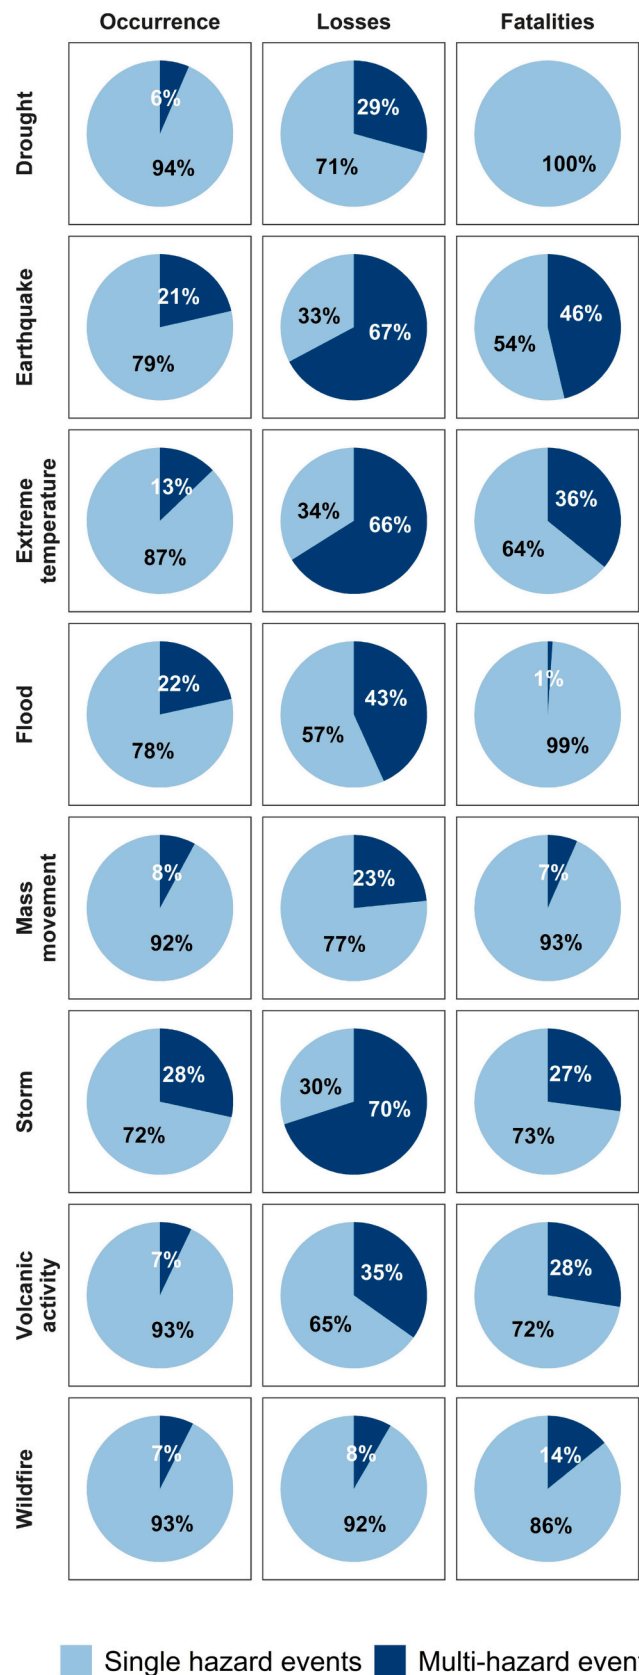 Occurrence Losses Fatalities
Drought
6% 94%
29% 71%
100%
Earthquake
21% 79%
33% 67%
46% 54%
Extreme
temperature
13% 87%
34% 66%
36% 64%
Flood
22% 78%
43% 57%
1% 99%
Mass
movement
8% 92%
23% 77%
7% 93%
Storm
28% 72%
30% 70%
27% 73%
Volcanic
activity
7% 93%
35% 65%
28% 72%
Wildfire
7% 93%
8% 92%
14% 86%
Single hazard events Multi-hazard even